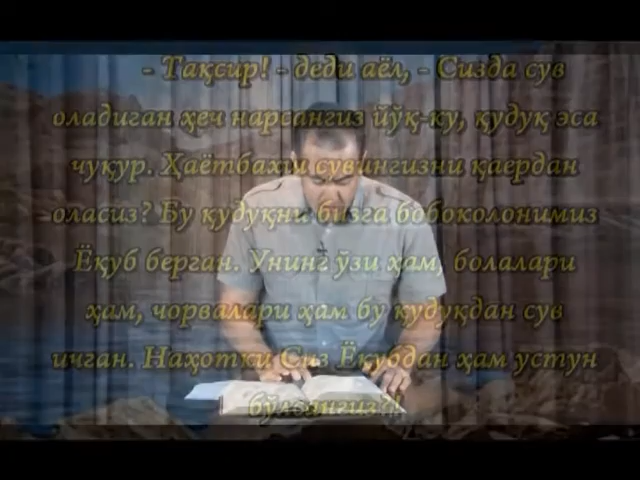 - Тақсир! - деди аёл, - Сизда сув
оладиган ҳеч нарсангиз йўқ-ку, қудуқ эса
чуқур. Ҳаётбахш сувингизни қаердан
оласиз? Бу қудуқни бизга бобоколонимиз
Ёқуб берган. Унинг ўзи ҳам, болалари
ҳам, чорвалари ҳам бу қудуқдан сув
ичган. Наҳотки Сиз Ёқубдан ҳам устун
бўлсангиз?!